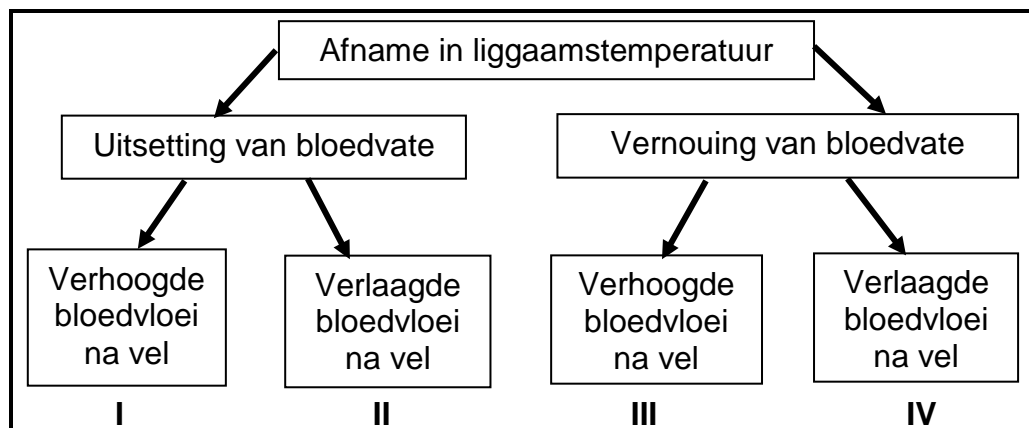 Afname in liggaamstemperatuur
Uitsetting van bloedvate
Vernouing van bloedvate
Verhoogde
bloedvloei
na vel
Verlaagde
bloedvloei
na vel
Verhoogde
bloedvloei
na vel
Verlaagde
bloedvloei
na vel
I
II
III
IV